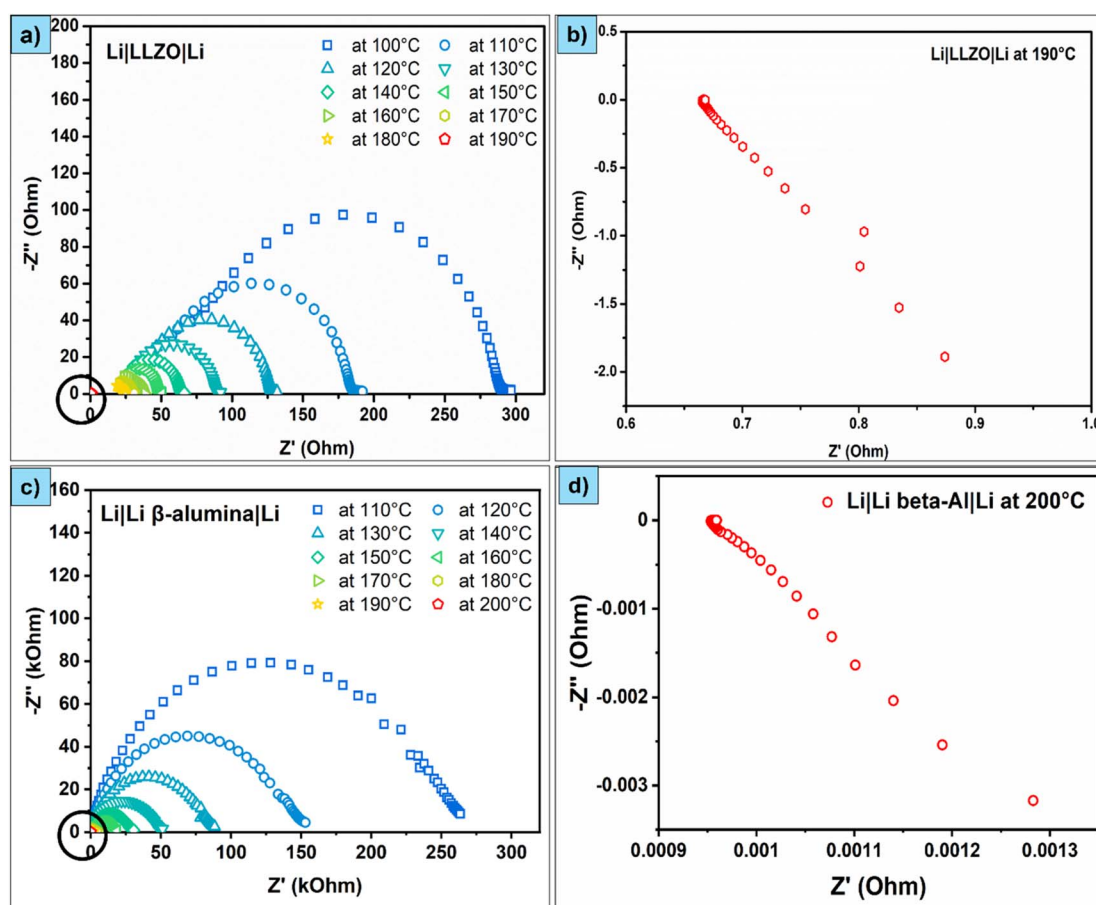 a)
Li|LLZO|Li
at 100°C at 110°C
at 120°C at 130°C
at 140°C at 150°C
at 160°C at 170°C
at 180°C at 190°C
200
180
160
140
120
100
80
60
40
20
0
-Z'' (Ohm)
0 50 100 150 200 250 300
Z' (Ohm)
b)
Li|LLZO|Li at 190°C
0.5
0.0
-0.5
-1.0
-1.5
-2.0
-Z'' (Ohm)
0.6 0.7 0.8 0.9 1.0
Z' (Ohm)
c)
Li|Li β-alumina|Li
at 110°C at 120°C
at 130°C at 140°C
at 150°C at 160°C
at 170°C at 180°C
at 190°C at 200°C
160
140
120
100
80
60
40
20
0
-Z'' (kOhm)
0 50 100 150 200 250 300
Z' (kOhm)
d)
Li|Li beta-Al|Li at 200°C
0
-0.001
-0.002
-0.003
-Z'' (Ohm)
0.0009 0.001 0.0011 0.0012 0.0013
Z' (Ohm)